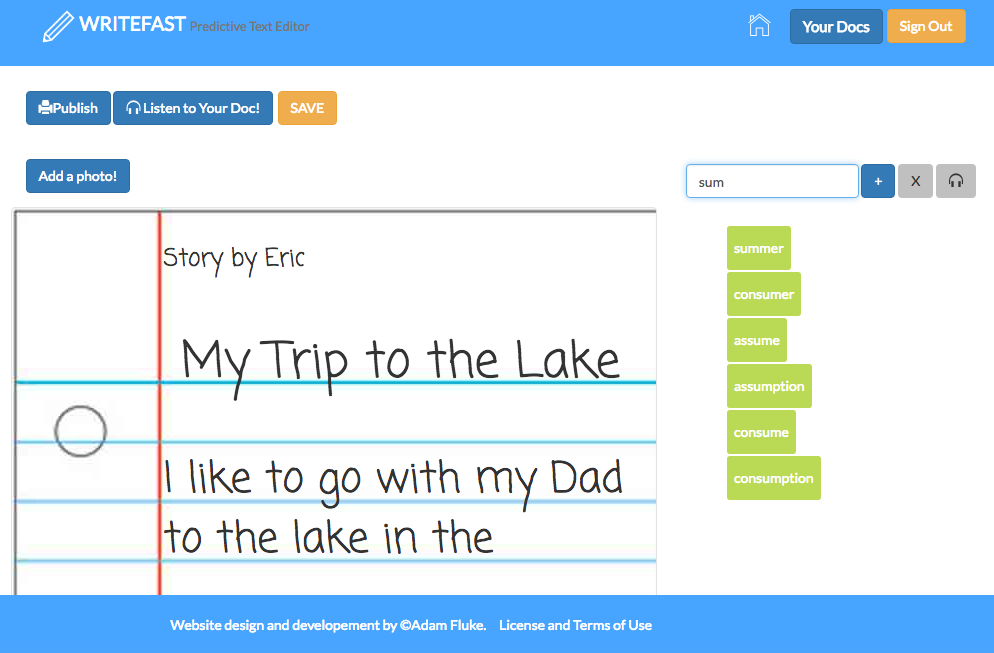 WRITEFAST Predictive Text Editor
Your Docs
Sign Out
Publish
Listen to Your Doc!
SAVE
Add a photo!
sum
+
X
Story by Eric
My Trip to the Lake
I like to go with my Dad
to the lake in the
summer
consumer
assume
assumption
consume
consumption
Website design and developement by ©Adam Fluke. License and Terms of Use